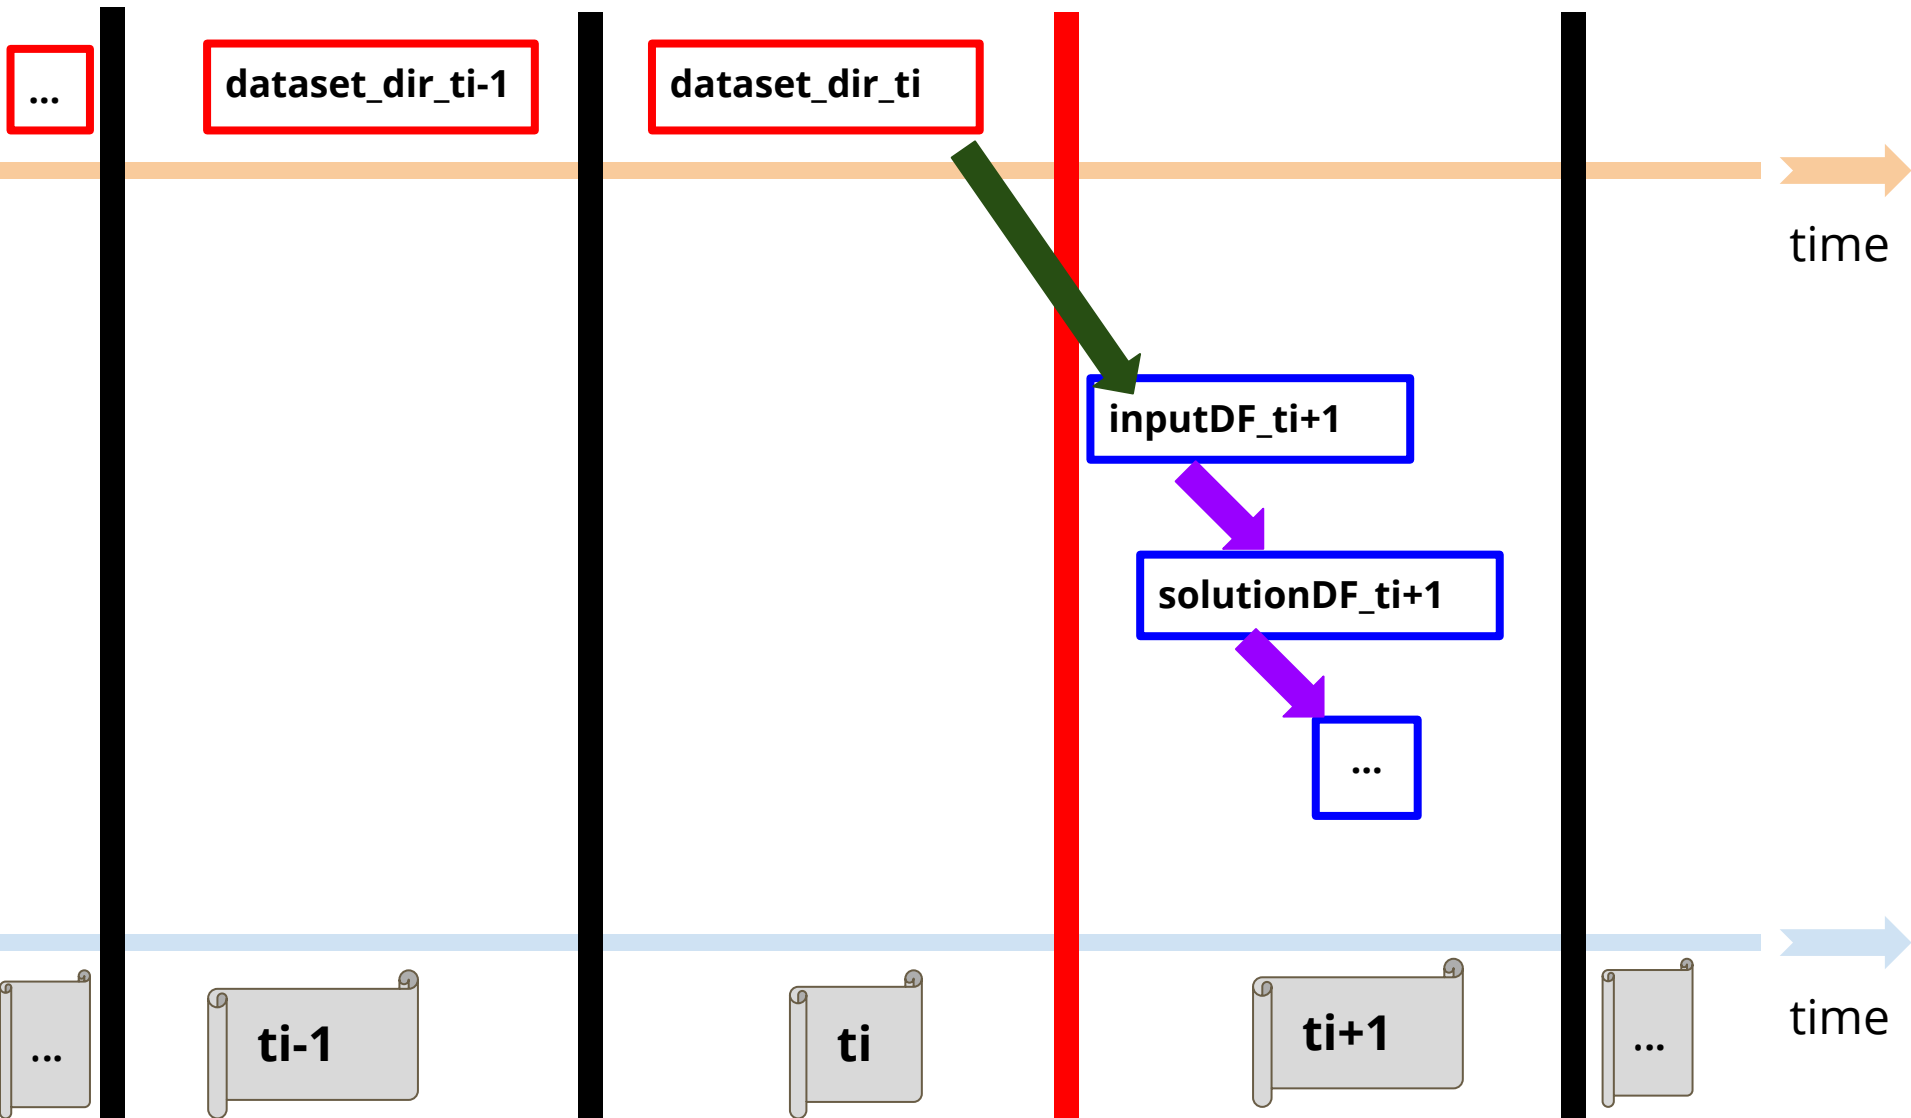 ...
dataset_dir_ti-1
dataset_dir_ti
time
inputDF_ti+1
solutionDF_ti+1
...
...
ti-1
ti
ti+1
...
time